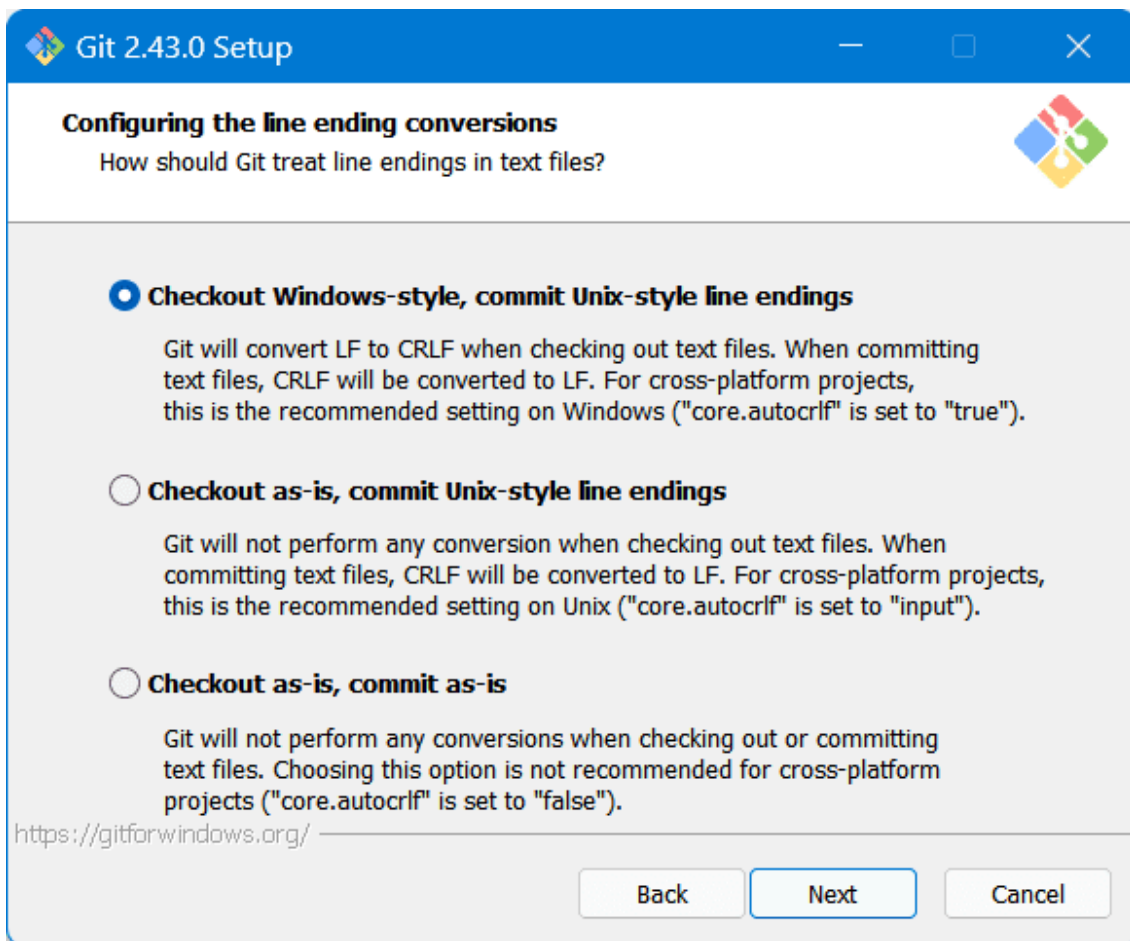 Git 2.43.0 Setup
Configuring the line ending conversions
How should Git treat line endings in text files?
Checkout Windows-style, commit Unix-style line endings
Git will convert LF to CRLF when checking out text files. When committing
text files, CRLF will be converted to LF. For cross-platform projects,
this is the recommended setting on Windows ("core.autocrlf" is set to "true").
Checkout as-is, commit Unix-style line endings
Git will not perform any conversion when checking out text files. When
committing text files, CRLF will be converted to LF. For cross-platform projects,
this is the recommended setting on Unix ("core.autocrlf" is set to "input").
Checkout as-is, commit as-is
Git will not perform any conversions when checking out or committing
text files. Choosing this option is not recommended for cross-platform
projects ("core.autocrlf" is set to "false").
https://gitforwindows.org/
Back Next Cancel